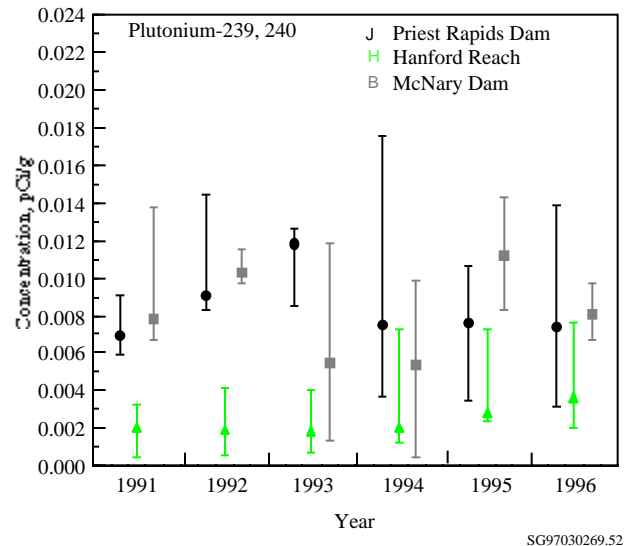 Plutonium-239, 240
J Priest Rapids Dam
H Hanford Reach
B McNary Dam
Concentration, pCi/g
0.024
0.022
0.020
0.018
0.016
0.014
0.012
0.010
0.008
0.006
0.004
0.002
0.000
1991 1992 1993 1994 1995 1996
Year
SG97030269.52